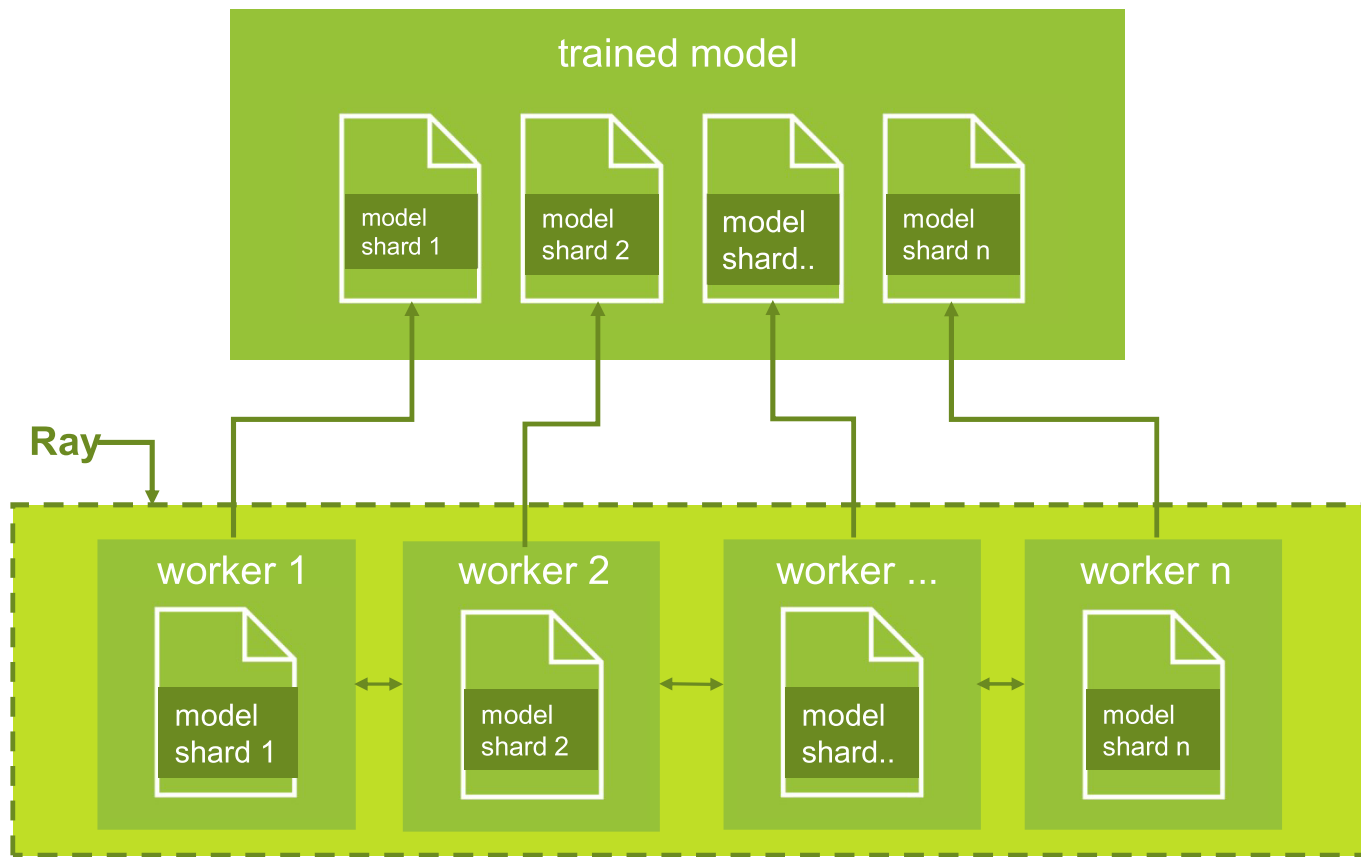 trained model
model
shard 1
model
shard 2
model
shard..
model
shard n
Ray
worker 1
worker 2
worker ...
worker n
model
shard 1
model
shard 2
model
shard..
model
shard n